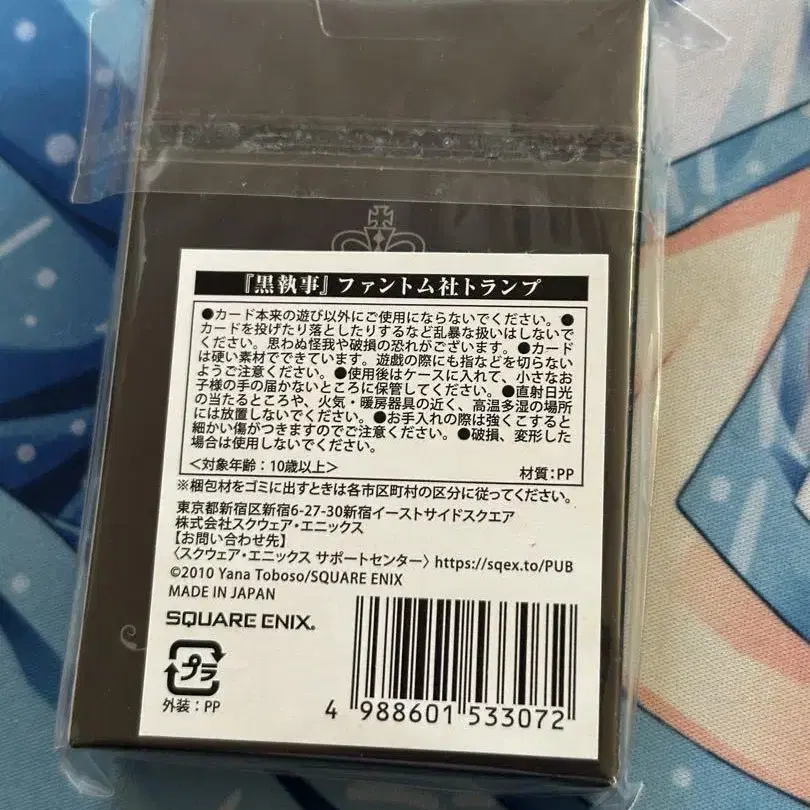 『黒執事』ファントム社トランプ
●カード本来の遊び以外にご使用にならないでください。●
カードを投げたり落としたりするなど乱暴な扱いはしないで
ください。思わぬ怪我や破損の恐れがございます。●カード
は硬い素材でできています。遊戯の際にも指などを切らない
ようご注意ください。●使用後はケースに入れて、小さなお
子様の手の届かないところに保管してください。●直射日光
の当たるところや、火気・暖房器具の近く、高温多湿の場所
には放置しないでください。●お手入れの際は強くこすると
細かい傷がつきますのでご注意ください。●破損、変形した
場合は使用しないでください。
＜対象年齢：10歳以上＞ 材質：PP
※梱包材をゴミに出すときは各市区町村の区分に従ってください。
東京都新宿区新宿6-27-30新宿イーストサイドスクエア
株式会社スクウェア・エニックス
【お問い合わせ先】
〈スクウェア・エニックス サポートセンター〉https://sqex.to/PUB
©2010 Yana Toboso/SQUARE ENIX
MADE IN JAPAN
SQUARE ENIX.
プラ
外装：PP
4 988601 533072